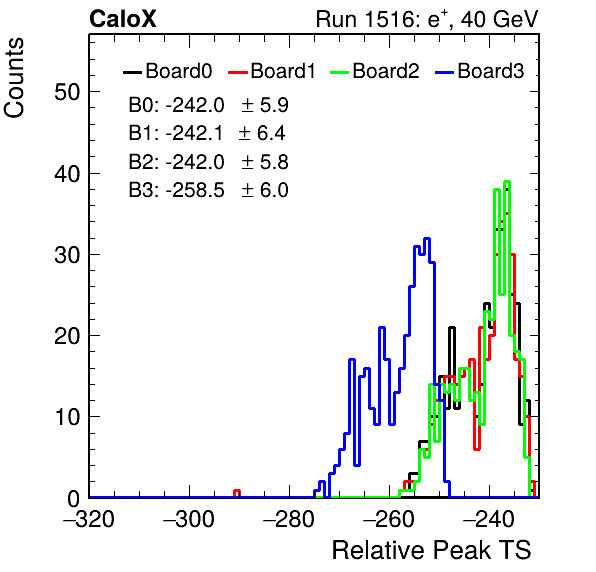 CaloX Run 1516: e+, 40 GeV
Counts
Board0 Board1 Board2 Board3
B0: -242.0 ± 5.9
B1: -242.1 ± 6.4
B2: -242.0 ± 5.8
B3: -258.5 ± 6.0
50
40
30
20
10
0
−320 −300 −280 −260 −240
Relative Peak TS